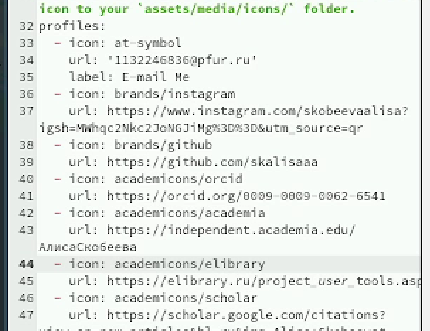 icon to your `assets/media/icons/` folder.
32 profiles:
33   - icon: at-symbol
34     url: '1132246836@pfur.ru'
35     label: E-mail Me
36   - icon: brands/instagram
37     url: https://www.instagram.com/skobeevaalisa?
igsh=MWhqc2Nkc2JoNGJiMg%3D%3D&utm_source=qr
38   - icon: brands/github
39     url: https://github.com/skalisaaa
40   - icon: academicons/orcid
41     url: https://orcid.org/0009-0009-0062-6541
42   - icon: academicons/academia
43     url: https://independent.academia.edu/
АлисаСкобеева
44   - icon: academicons/elibrary
45     url: https://elibrary.ru/project_user_tools.asp
46   - icon: academicons/scholar
47     url: https://scholar.google.com/citations?